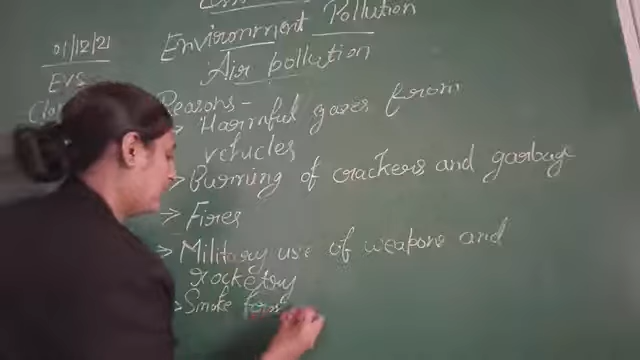 01/12/21
EVS
Environment Pollution
Air pollution
Reasons -
> Harmful gases from
vehicles
> Burning of crackers and garbage
> Fires
> Military use of weapons and
rocketry
> Smoke